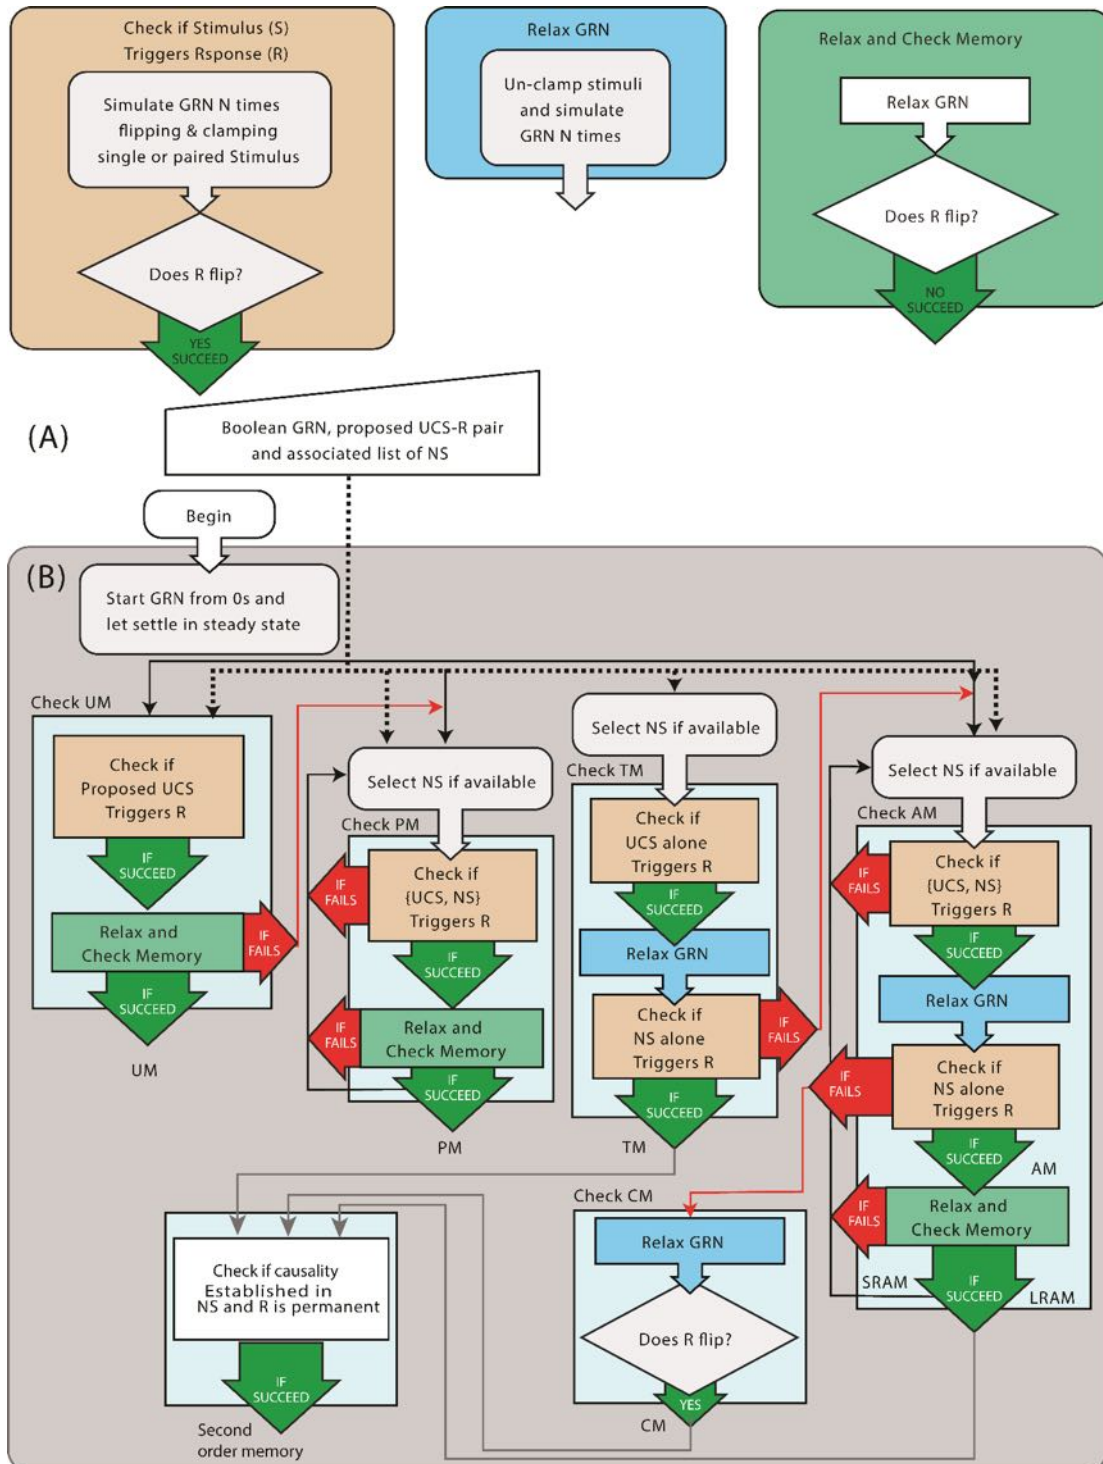 Check if Stimulus (S)
Triggers Rsponse (R)
Simulate GRN N times
flipping & clamping
single or paired Stimulus
Does R flip?
YES
SUCCEED
Relax GRN
Un-clamp stimuli
and simulate
GRN N times
Relax and Check Memory
Relax GRN
Does R flip?
NO
SUCCEED
(A)
Boolean GRN, proposed UCS-R pair
and associated list of NS
Begin
(B)
Start GRN from 0s and
let settle in steady state
Check UM
Check if
Proposed UCS
Triggers R
IF
SUCCEED
Relax and
Check Memory
IF
FAILS
IF
SUCCEED
UM
Select NS if available
Check PM
Check if
{UCS, NS}
Triggers R
IF
FAILS
IF
SUCCEED
Relax and
Check Memory
IF
FAILS
IF
SUCCEED
PM
Select NS if available
Check TM
Check if
UCS alone
Triggers R
IF
SUCCEED
Relax GRN
Check if
NS alone
Triggers R
IF
FAILS
IF
SUCCEED
TM
Select NS if available
Check AM
Check if
{UCS, NS}
Triggers R
IF
FAILS
IF
SUCCEED
Relax GRN
Check if
NS alone
Triggers R
IF
FAILS
IF
SUCCEED
AM
Relax and
Check Memory
IF
FAILS
SRAM
IF
SUCCEED
LRAM
Check CM
Relax GRN
Does R flip?
YES
CM
Check if causality
Established in
NS and R is permanent
IF
SUCCEED
Second
order memory